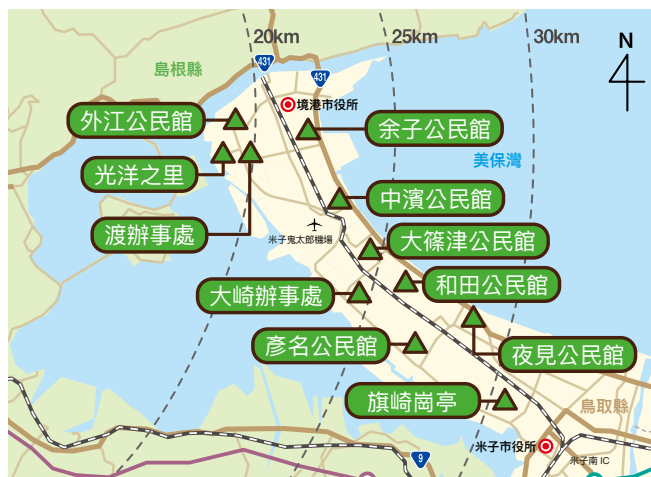 20km
25km
30km
N
431
431
島根縣
境港市役所
外江公民館
余子公民館
光洋之里
美保灣
中濱公民館
渡辦事處
米子鬼太郎機場
大篠津公民館
和田公民館
大崎辦事處
彥名公民館
夜見公民館
旗崎崗亭
鳥取縣
米子市役所
米子南IC
9